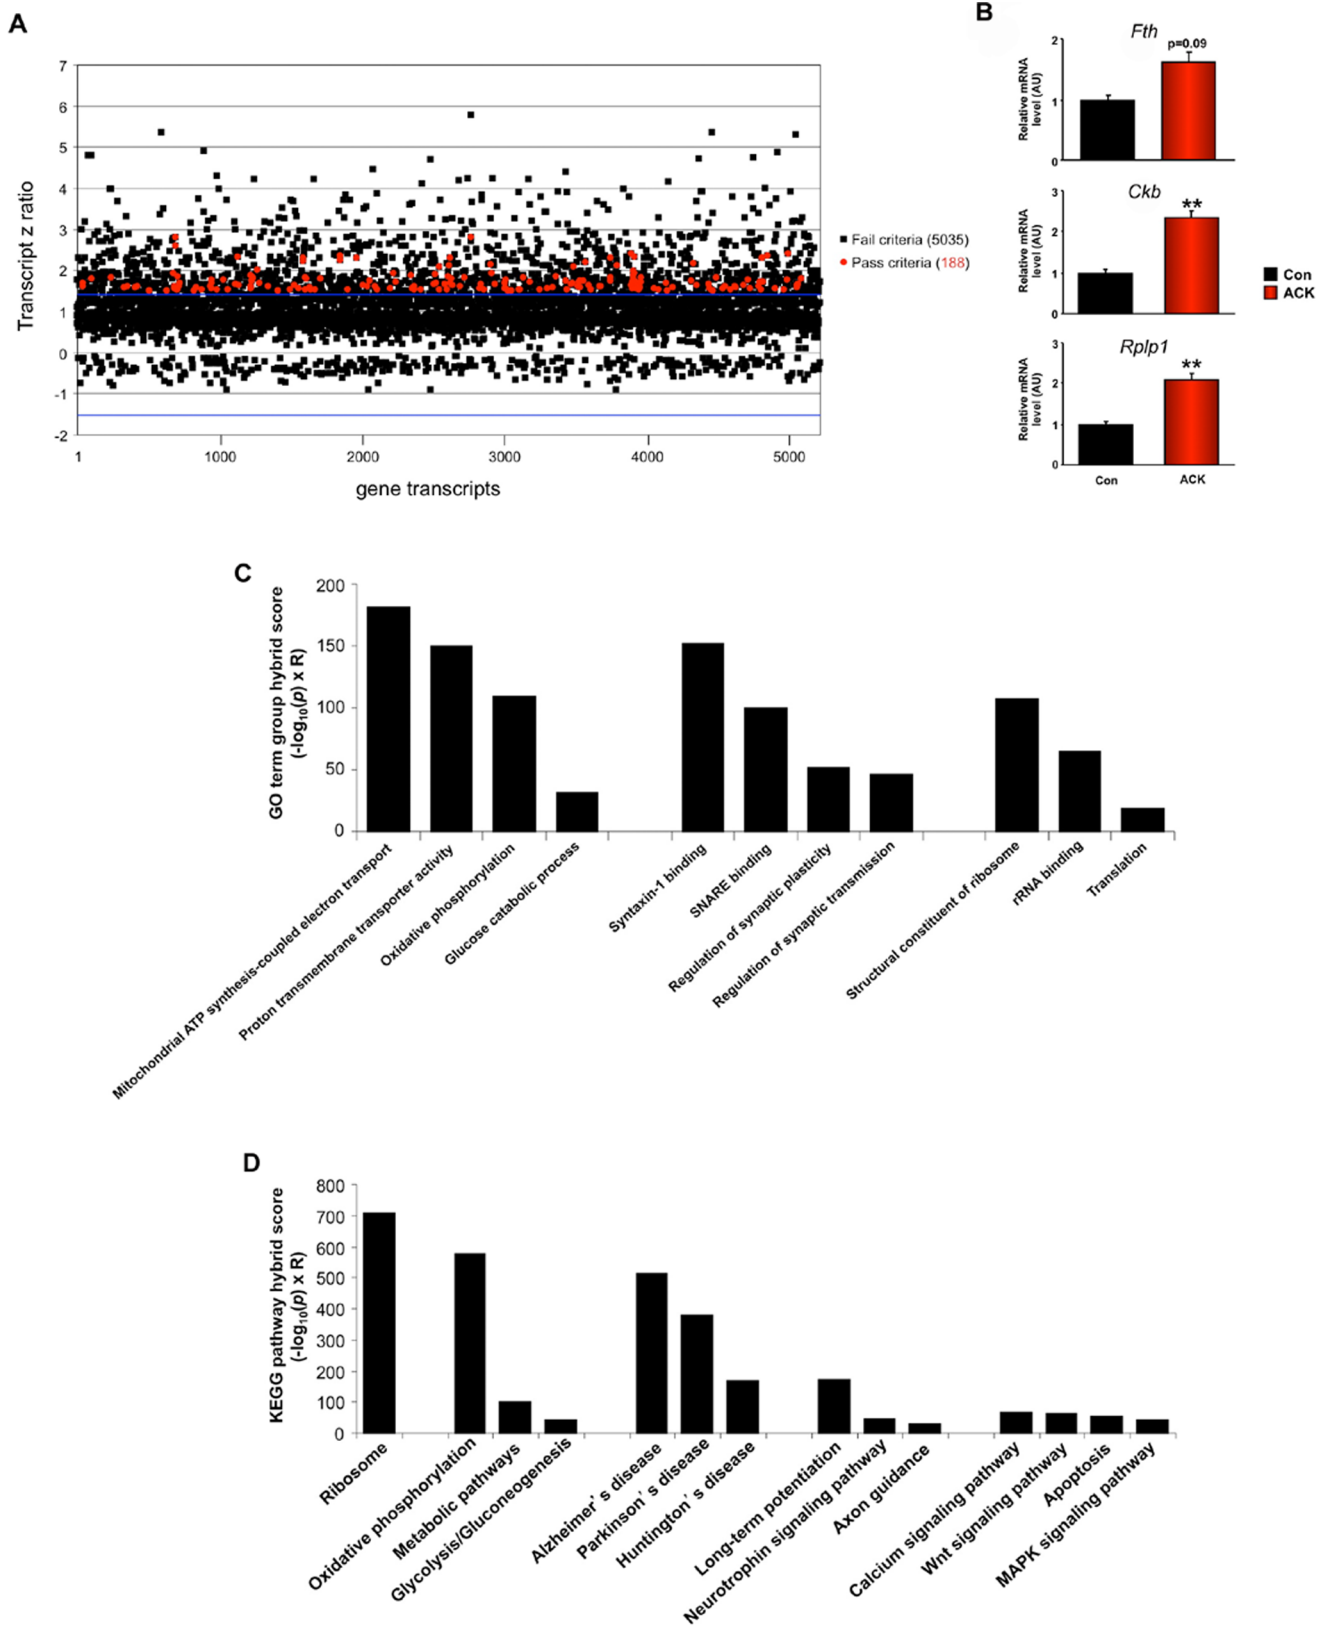 A
Transcript z ratio
7
6
5
4
3
2
1
0
-1
-2
1
1000
2000
3000
4000
5000
gene transcripts
Fail criteria (5035)
Pass criteria (188)
B
Fth
Relative mRNA
level (AU)
2
1
0
p=0.09
Ckb
Relative mRNA
level (AU)
3
2
1
0
**
Rplp1
Relative mRNA
level (AU)
3
2
1
0
**
Con
ACK
Con
ACK
C
GO term group hybrid score
(-log10(p) x R)
200
150
100
50
0
Mitochondrial ATP synthesis-coupled electron transport
Proton transmembrane transporter activity
Oxidative phosphorylation
Glucose catabolic process
Syntaxin-1 binding
SNARE binding
Regulation of synaptic plasticity
Regulation of synaptic transmission
Structural constituent of ribosome
rRNA binding
Translation
D
KEGG pathway hybrid score
(-log10(p) x R)
800
700
600
500
400
300
200
100
0
Ribosome
Oxidative phosphorylation
Metabolic pathways
Glycolysis/Gluconeogenesis
Alzheimer's disease
Parkinson's disease
Huntington's disease
Long-term potentiation
Neurotrophin signaling pathway
Axon guidance
Calcium signaling pathway
Wnt signaling pathway
Apoptosis
MAPK signaling pathway